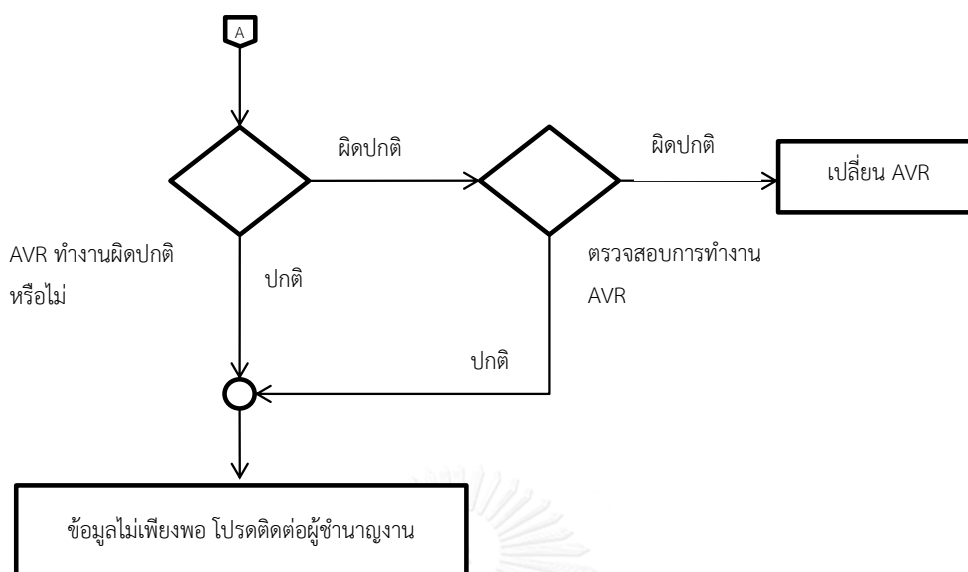 A
ผิดปกติ
ผิดปกติ
เปลี่ยน AVR
AVR ทำงานผิดปกติ
หรือไม่
ปกติ
ตรวจสอบการทำงาน
AVR
ปกติ
ข้อมูลไม่เพียงพอ โปรดติดต่อผู้ชำนาญงาน